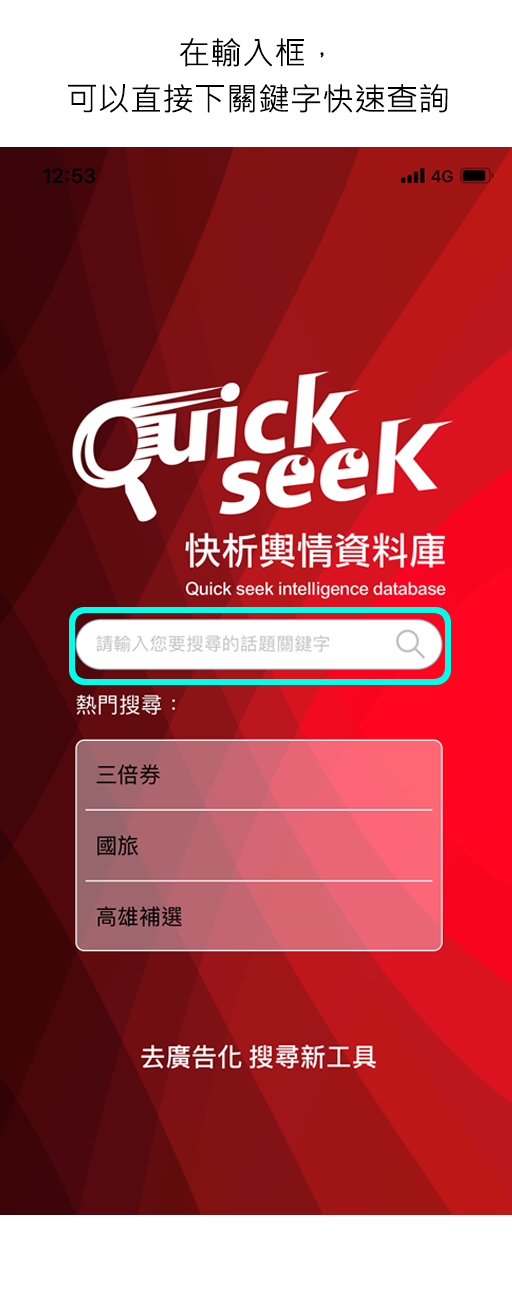 在輸入框，
可以直接下關鍵字快速查詢
12:53
4G
Quick
seek
快析輿情資料庫
Quick seek intelligence database
請輸入您要搜尋的話題關鍵字
熱門搜尋：
三倍券
國旅
高雄補選
去廣告化 搜尋新工具